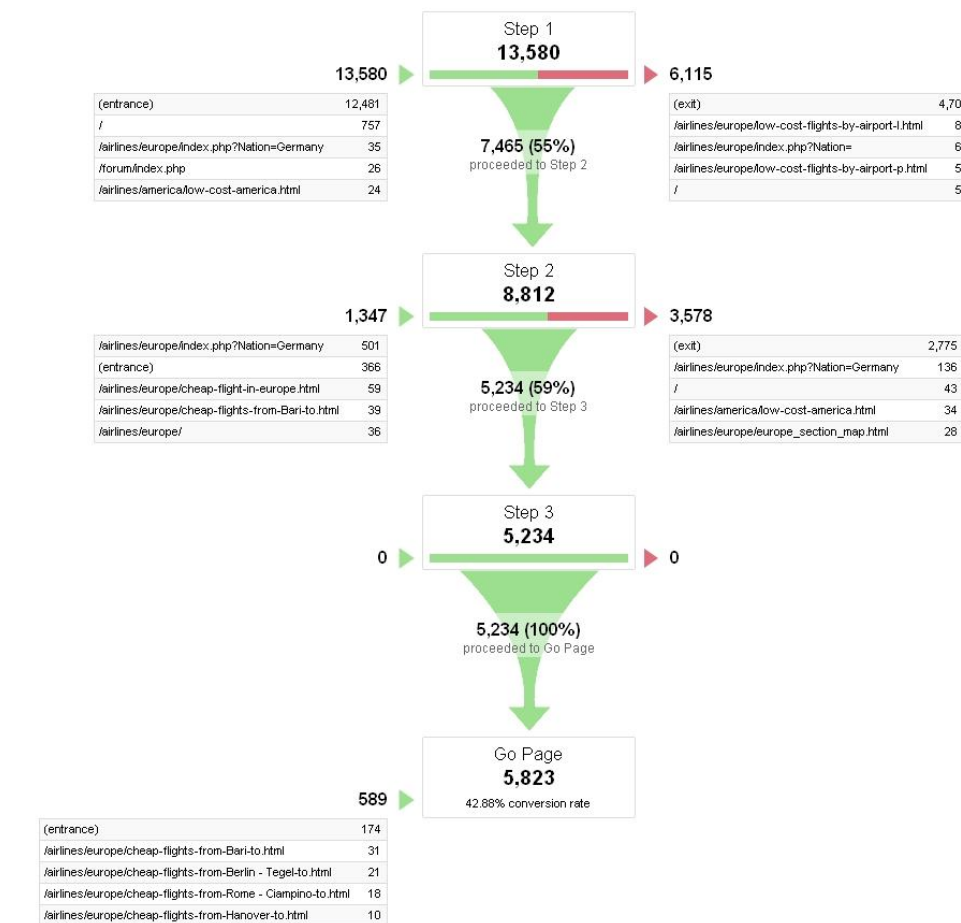 Step 1
13,580
13,580
6,115
(entrance) 12,481
/ 757
/airlines/europe/index.php?Nation=Germany 35
/forum/index.php 26
/airlines/america/low-cost-america.html 24
7,465 (55%)
proceeded to Step 2
(exit) 4,70
/airlines/europe/low-cost-flights-by-airport-l.html 8
/airlines/europe/index.php?Nation= 6
/airlines/europe/low-cost-flights-by-airport-p.html 5
/ 5
Step 2
8,812
1,347
3,578
/airlines/europe/index.php?Nation=Germany 501
(entrance) 366
/airlines/europe/cheap-flight-in-europe.html 59
/airlines/europe/cheap-flights-from-Bari-to.html 39
/airlines/europe/ 36
5,234 (59%)
proceeded to Step 3
(exit) 2,775
/airlines/europe/index.php?Nation=Germany 136
/ 43
/airlines/america/low-cost-america.html 34
/airlines/europe/europe_section_map.html 28
Step 3
5,234
0
0
5,234 (100%)
proceeded to Go Page
Go Page
5,823
42.88% conversion rate
589
(entrance) 174
/airlines/europe/cheap-flights-from-Bari-to.html 31
/airlines/europe/cheap-flights-from-Berlin - Tegel-to.html 21
/airlines/europe/cheap-flights-from-Rome - Ciampino-to.html 18
/airlines/europe/cheap-flights-from-Hanover-to.html 10